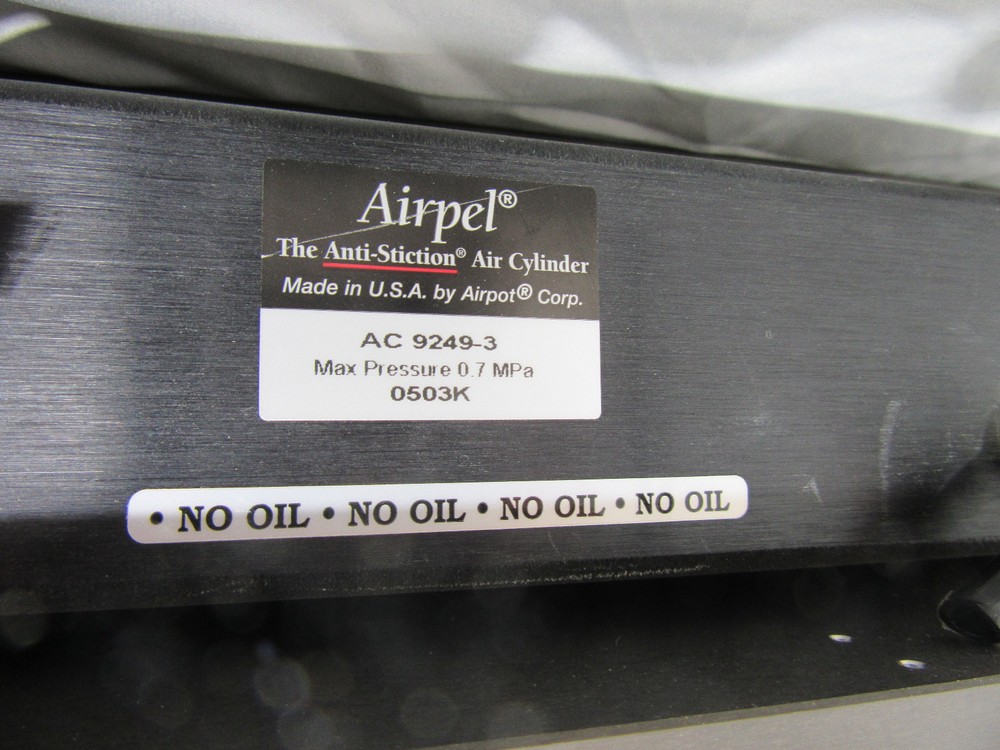 Airpel®
The Anti-Stiction® Air Cylinder
Made in U.S.A. by Airpot® Corp.
AC 9249-3
Max Pressure 0.7 MPa
0503K
• NO OIL • NO OIL • NO OIL • NO OIL